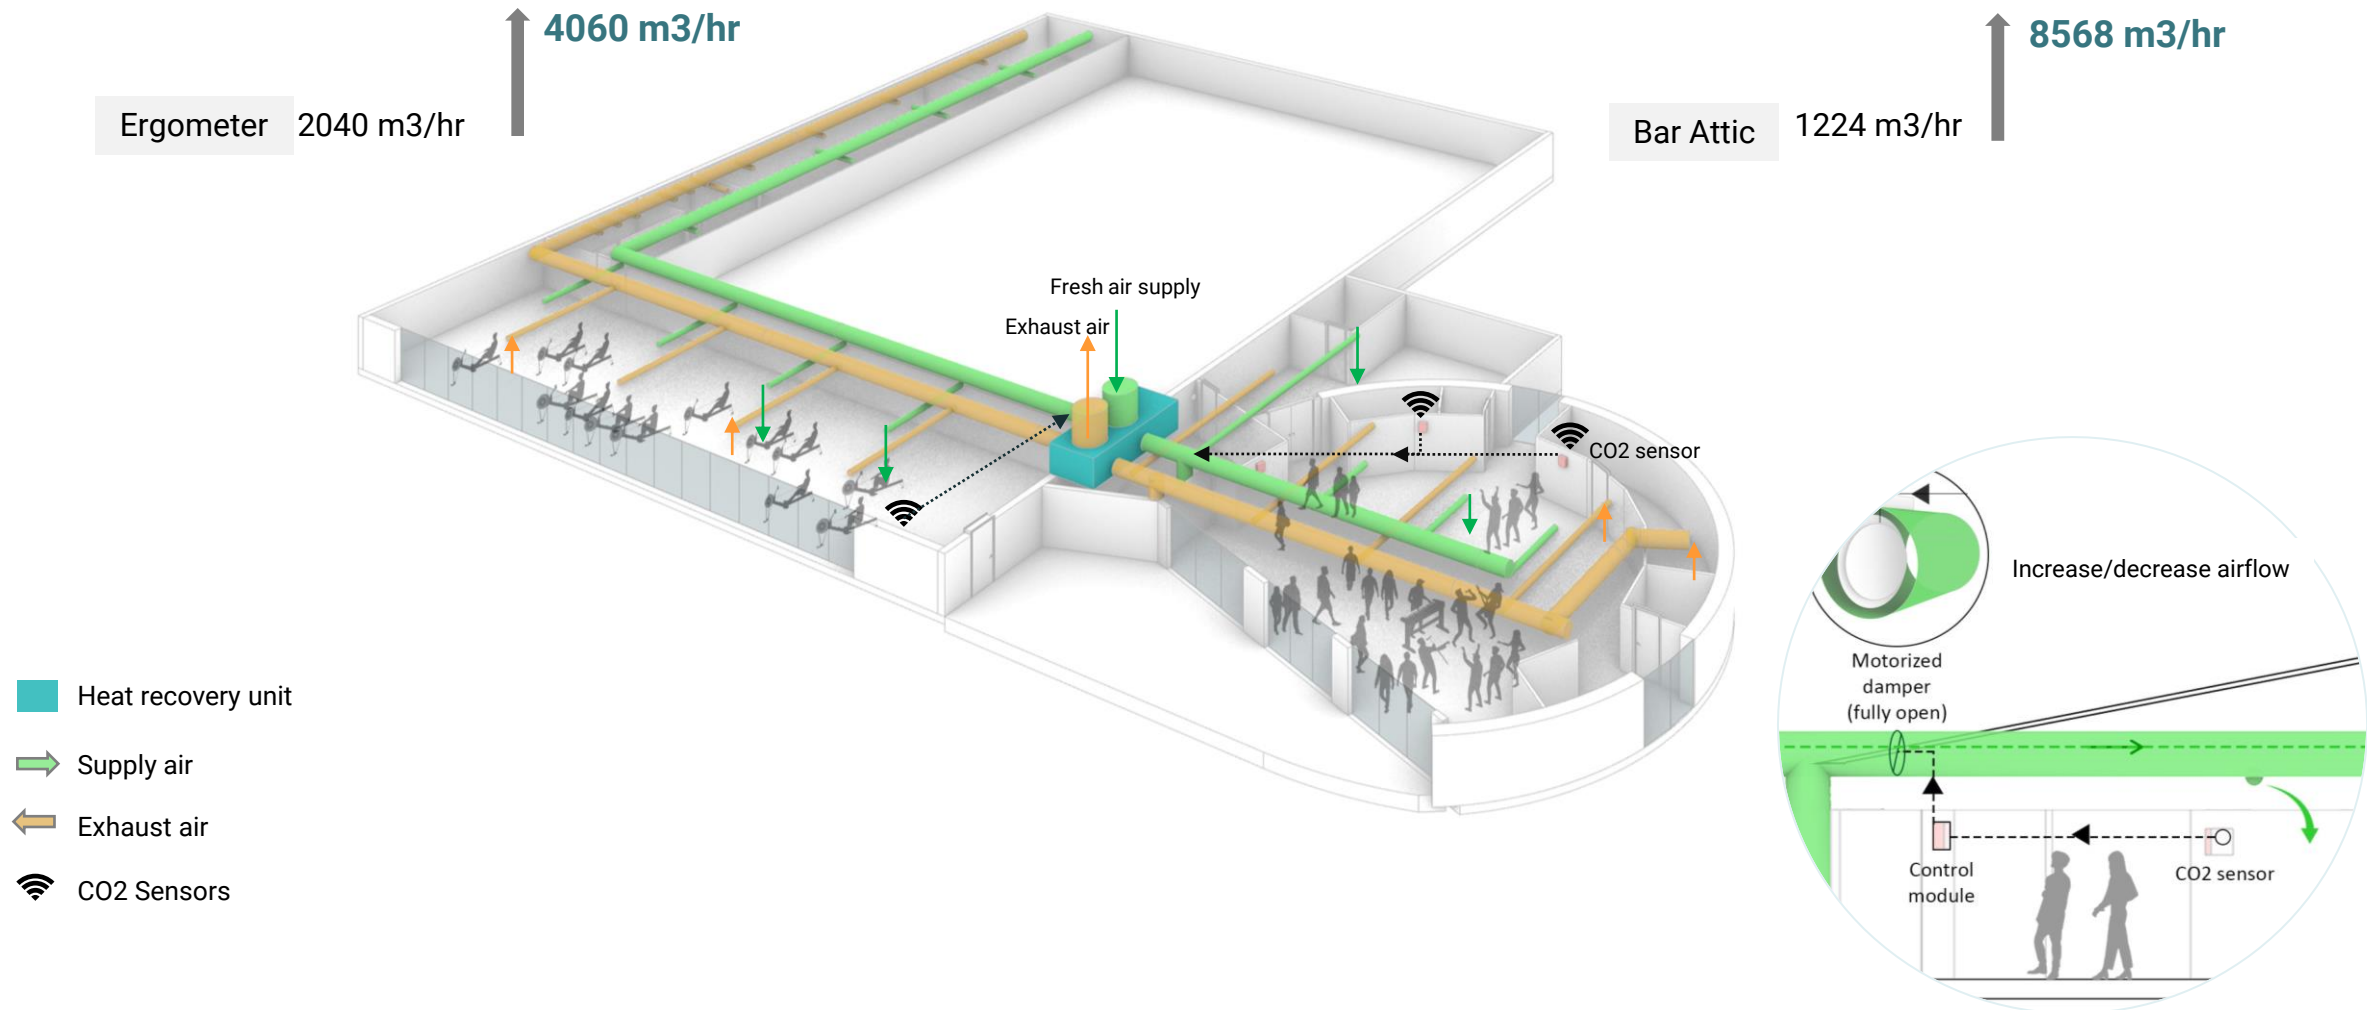 4060 m3/hr
Ergometer 2040 m3/hr
8568 m3/hr
Bar Attic 1224 m3/hr
Fresh air supply
Exhaust air
CO2 sensor
Heat recovery unit
Supply air
Exhaust air
CO2 Sensors
Increase/decrease airflow
Motorized
damper
(fully open)
Control
module
CO2 sensor